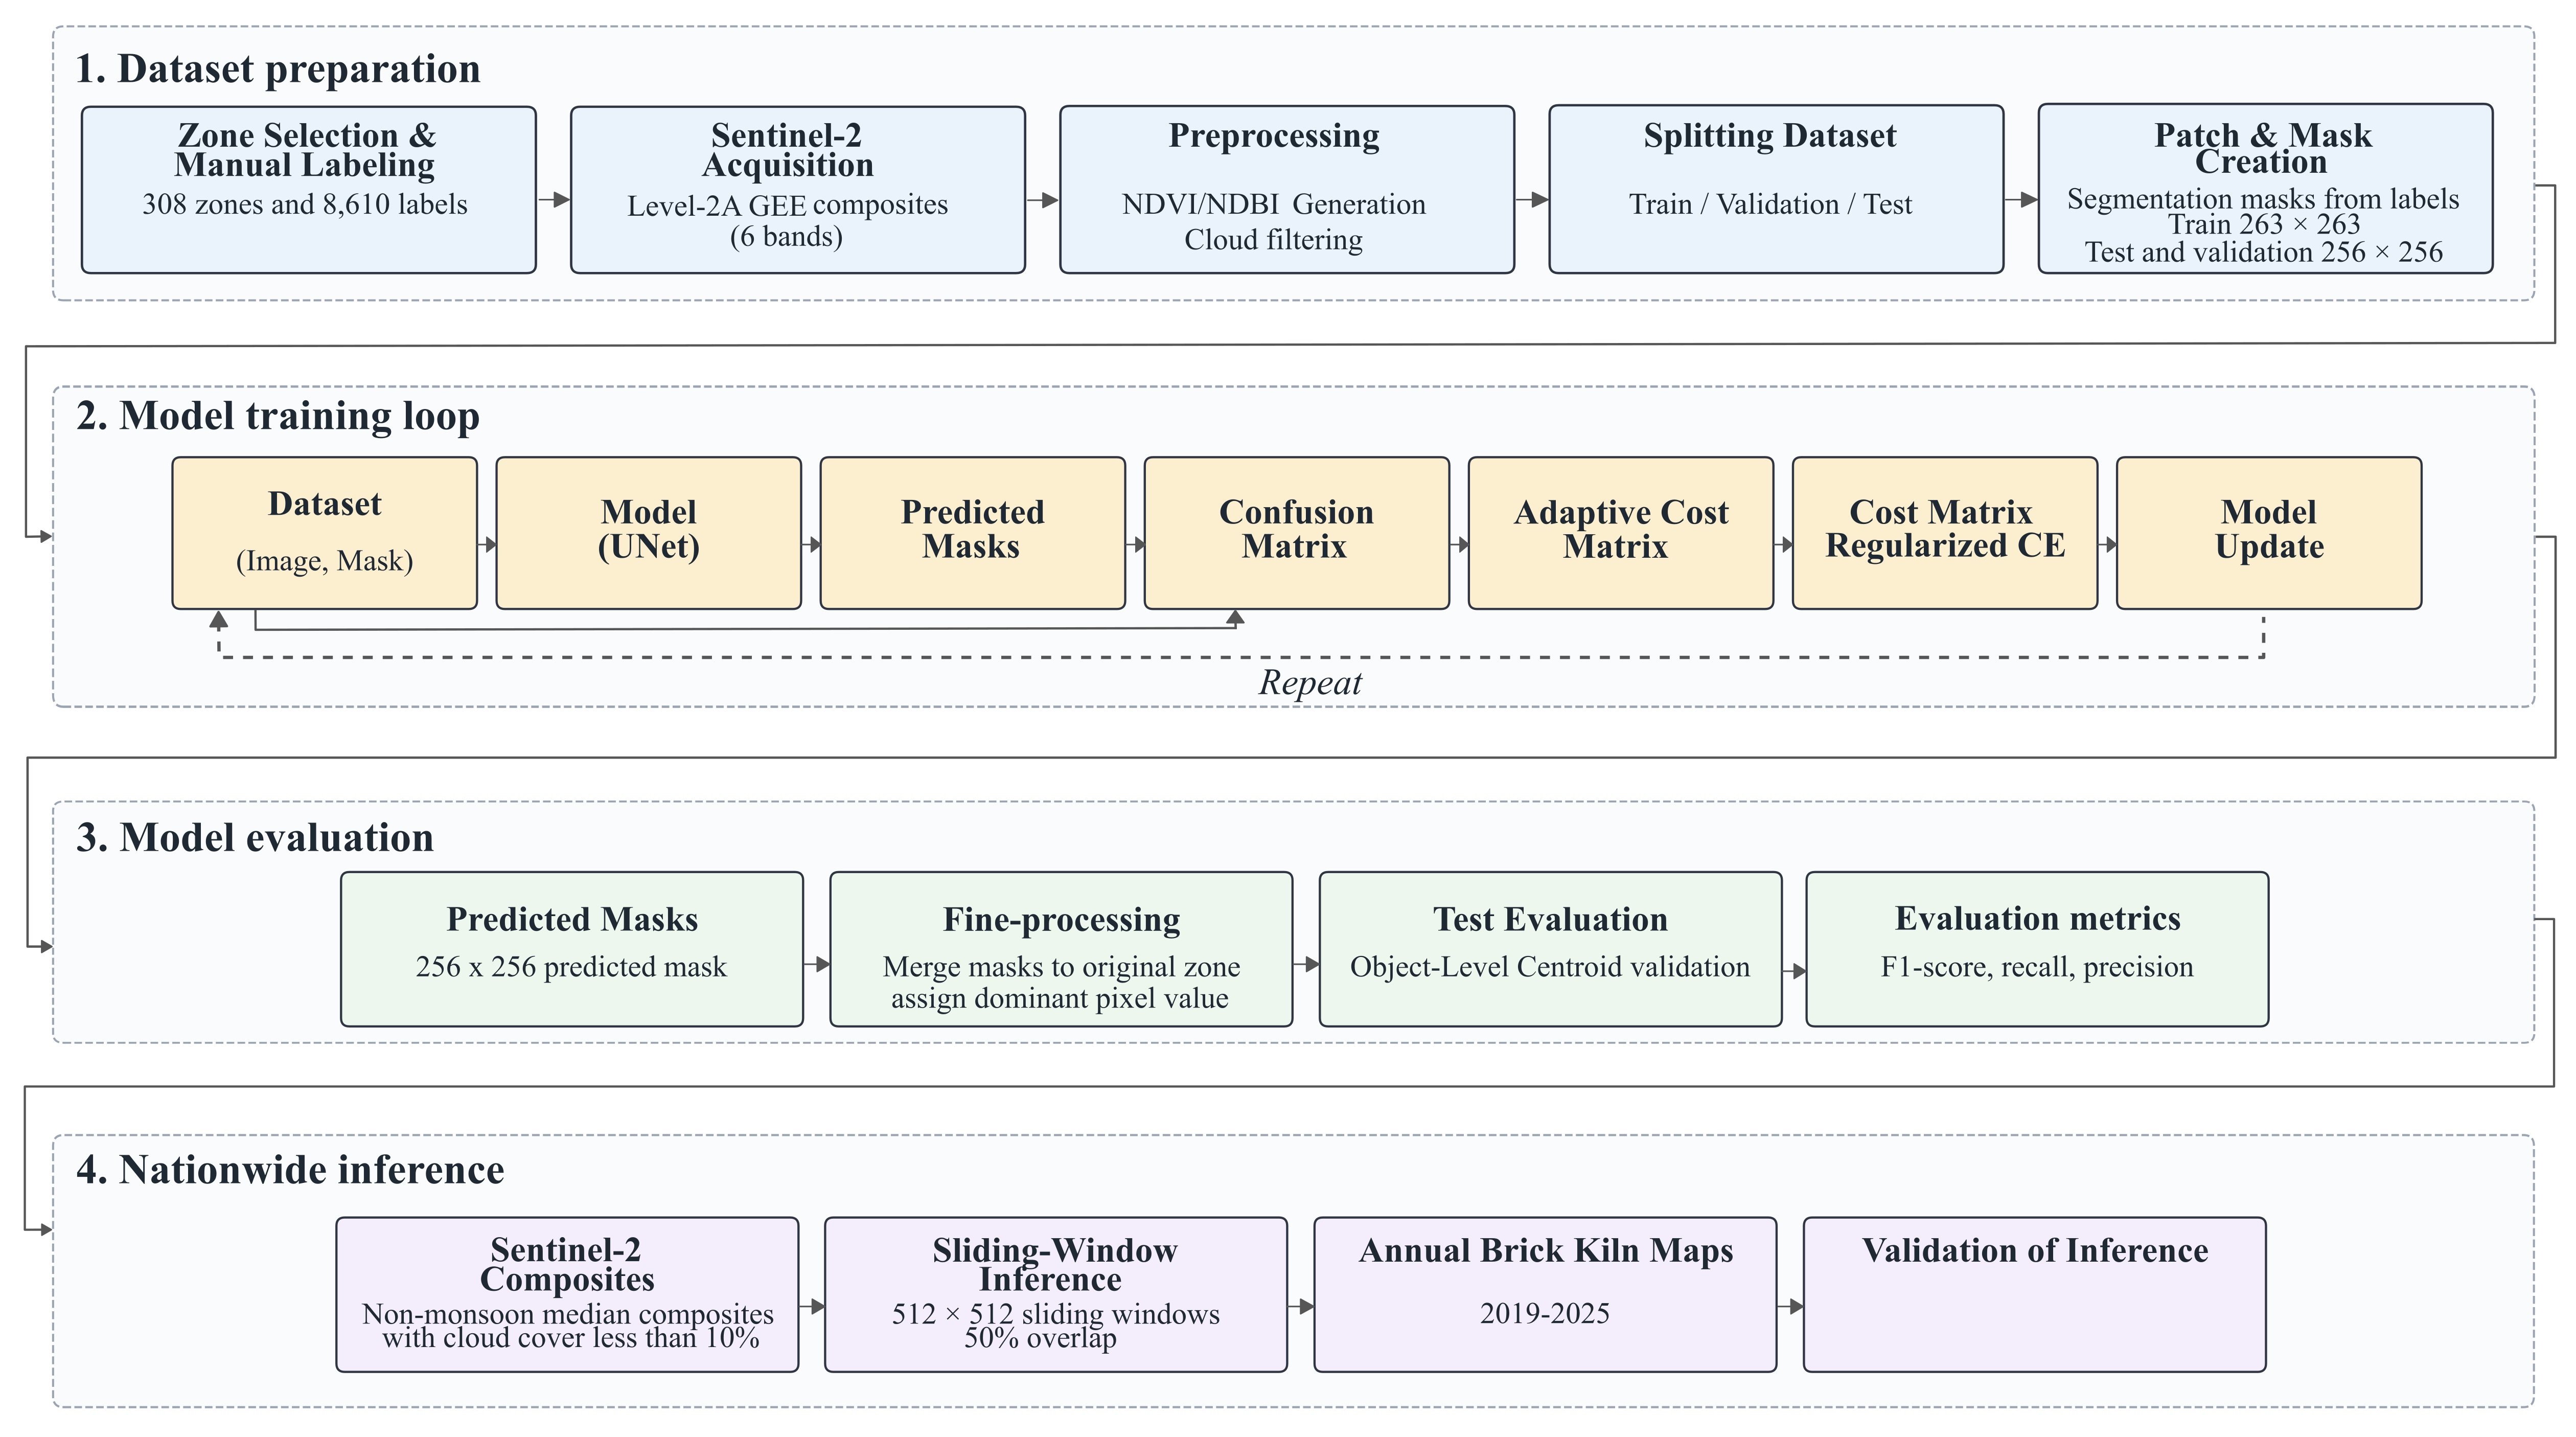 1. Dataset preparation
Zone Selection &
Manual Labeling
308 zones and 8,610 labels
Sentinel-2
Acquisition
Level-2A GEE composites
(6 bands)
Preprocessing
NDVI/NDBI Generation
Cloud filtering
Splitting Dataset
Train / Validation / Test
Patch & Mask
Creation
Segmentation masks from labels
Train 263 × 263
Test and validation 256 × 256
2. Model training loop
Dataset
(Image, Mask)
Model
(UNet)
Predicted
Masks
Confusion
Matrix
Adaptive Cost
Matrix
Cost Matrix
Regularized CE
Model
Update
Repeat
3. Model evaluation
Predicted Masks
256 x 256 predicted mask
Fine-processing
Merge masks to original zone
assign dominant pixel value
Test Evaluation
Object-Level Centroid validation
Evaluation metrics
F1-score, recall, precision
4. Nationwide inference
Sentinel-2
Composites
Non-monsoon median composites
with cloud cover less than 10%
Sliding-Window
Inference
512 × 512 sliding windows
50% overlap
Annual Brick Kiln Maps
2019-2025
Validation of Inference